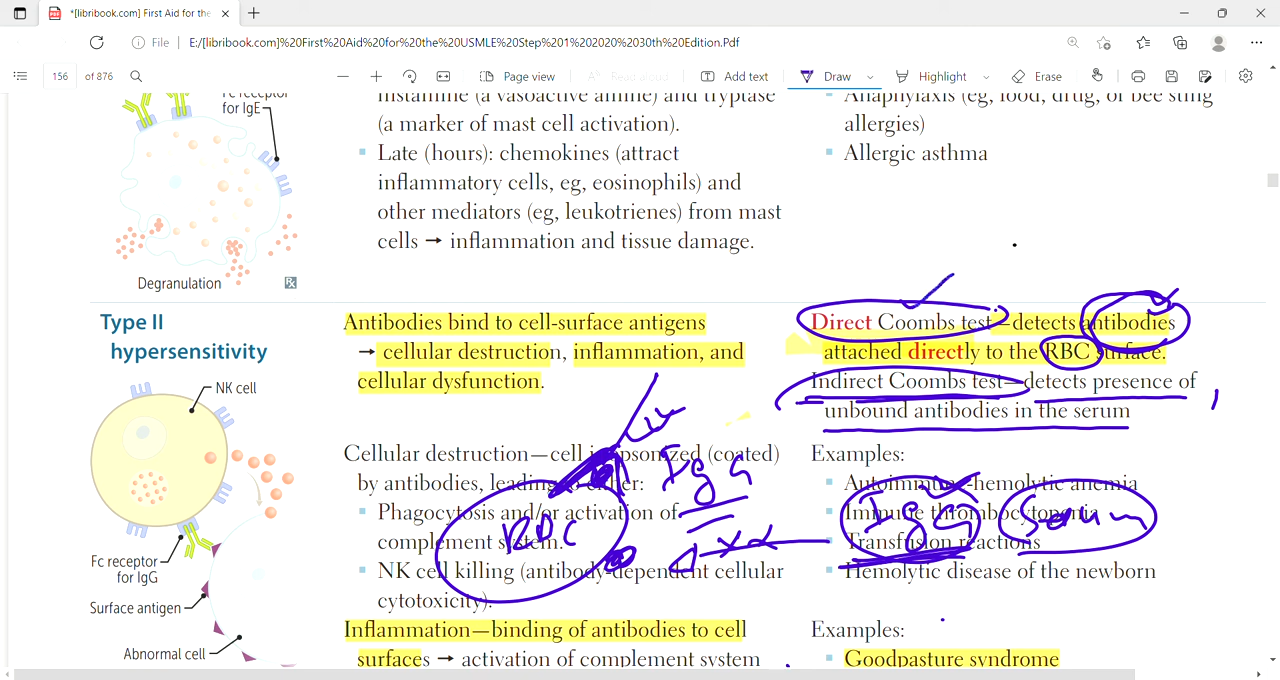 *[libribook.com] First Aid for the
File E:/[libribook.com]%20First%20Aid%20for%20the%20USMLE%20Step%201%202020%2030th%20Edition.Pdf
156 of 876
Page view
Read aloud
Add text
Draw
Highlight
Erase
Fc receptor
for IgE
Degranulation
histamine (a vasoactive amine) and tryptase
(a marker of mast cell activation).
Late (hours): chemokines (attract
inflammatory cells, eg, eosinophils) and
other mediators (eg, leukotrienes) from mast
cells → inflammation and tissue damage.
Anaphylaxis (eg, food, drug, or bee sting
allergies)
Allergic asthma
Type II
hypersensitivity
NK cell
Fc receptor
for IgG
Surface antigen
Abnormal cell
Antibodies bind to cell-surface antigens
→ cellular destruction, inflammation, and
cellular dysfunction.
Cellular destruction—cell is opsonized (coated)
by antibodies, leading to either:
Phagocytosis and/or activation of
complement system.
NK cell killing (antibody-dependent cellular
cytotoxicity).
Inflammation—binding of antibodies to cell
surfaces → activation of complement system
RBC
IgG
Direct Coombs test—detects antibodies
attached directly to the RBC surface.
Indirect Coombs test—detects presence of
unbound antibodies in the serum
Examples:
Autoimmune-hemolytic anemia
Immune thrombocytopenia
Transfusion reactions
Hemolytic disease of the newborn
IgG
Serum
Examples:
Goodpasture syndrome